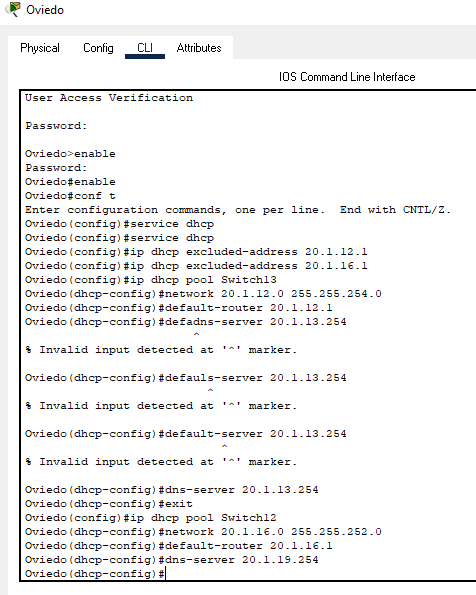 Oviedo
Physical Config CLI Attributes
IOS Command Line Interface
User Access Verification
Password:
Oviedo>enable
Password:
Oviedo#enable
Oviedo#conf t
Enter configuration commands, one per line.  End with CNTL/Z.
Oviedo(config)#service dhcp
Oviedo(config)#service dhcp
Oviedo(config)#ip dhcp excluded-address 20.1.12.1
Oviedo(config)#ip dhcp excluded-address 20.1.16.1
Oviedo(config)#ip dhcp pool Switch13
Oviedo(dhcp-config)#network 20.1.12.0 255.255.254.0
Oviedo(dhcp-config)#default-router 20.1.12.1
Oviedo(dhcp-config)#defadns-server 20.1.13.254
^
% Invalid input detected at '^' marker.
Oviedo(dhcp-config)#defauls-server 20.1.13.254
^
% Invalid input detected at '^' marker.
Oviedo(dhcp-config)#default-server 20.1.13.254
^
% Invalid input detected at '^' marker.
Oviedo(dhcp-config)#dns-server 20.1.13.254
Oviedo(dhcp-config)#exit
Oviedo(config)#ip dhcp pool Switch12
Oviedo(dhcp-config)#network 20.1.16.0 255.255.252.0
Oviedo(dhcp-config)#default-router 20.1.16.1
Oviedo(dhcp-config)#dns-server 20.1.19.254
Oviedo(dhcp-config)#